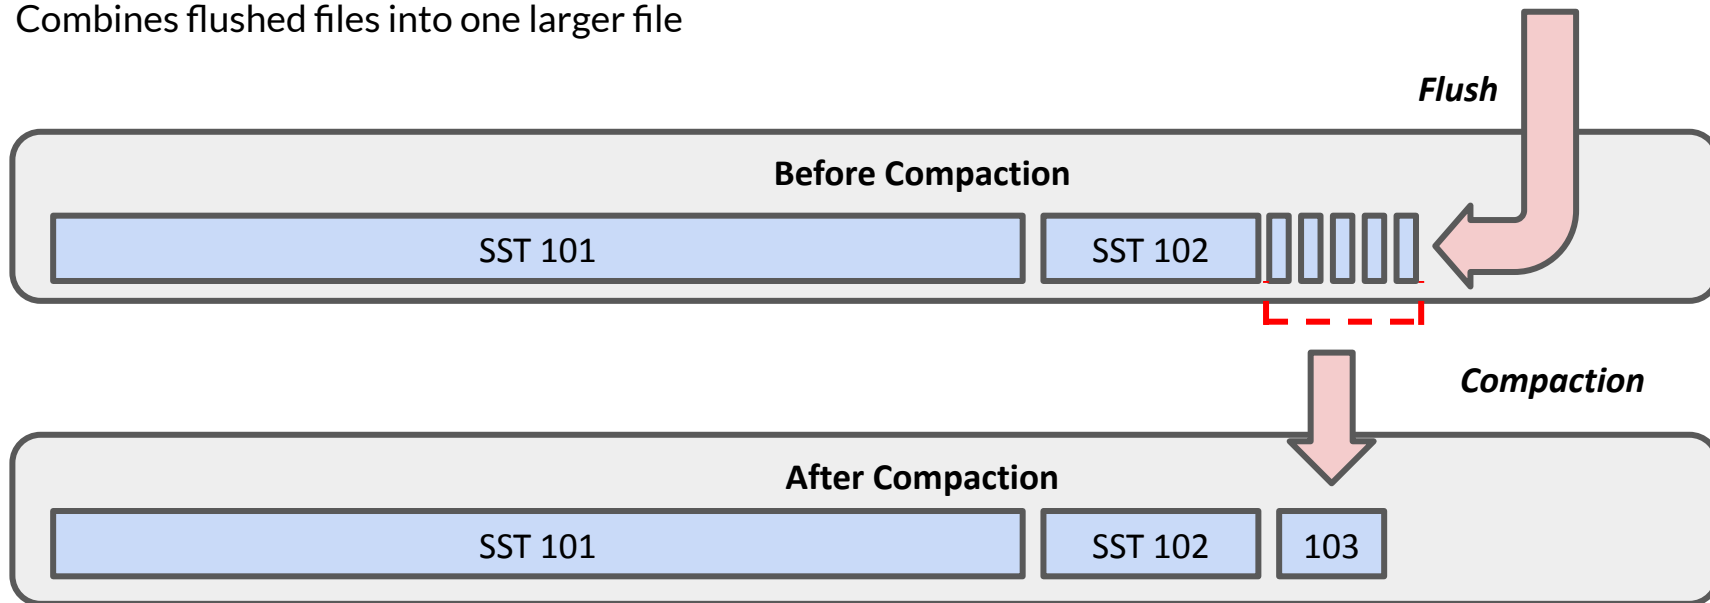 Combines flushed files into one larger file
Flush
Before Compaction
SST 101
SST 102
Compaction
After Compaction
SST 101
SST 102
103